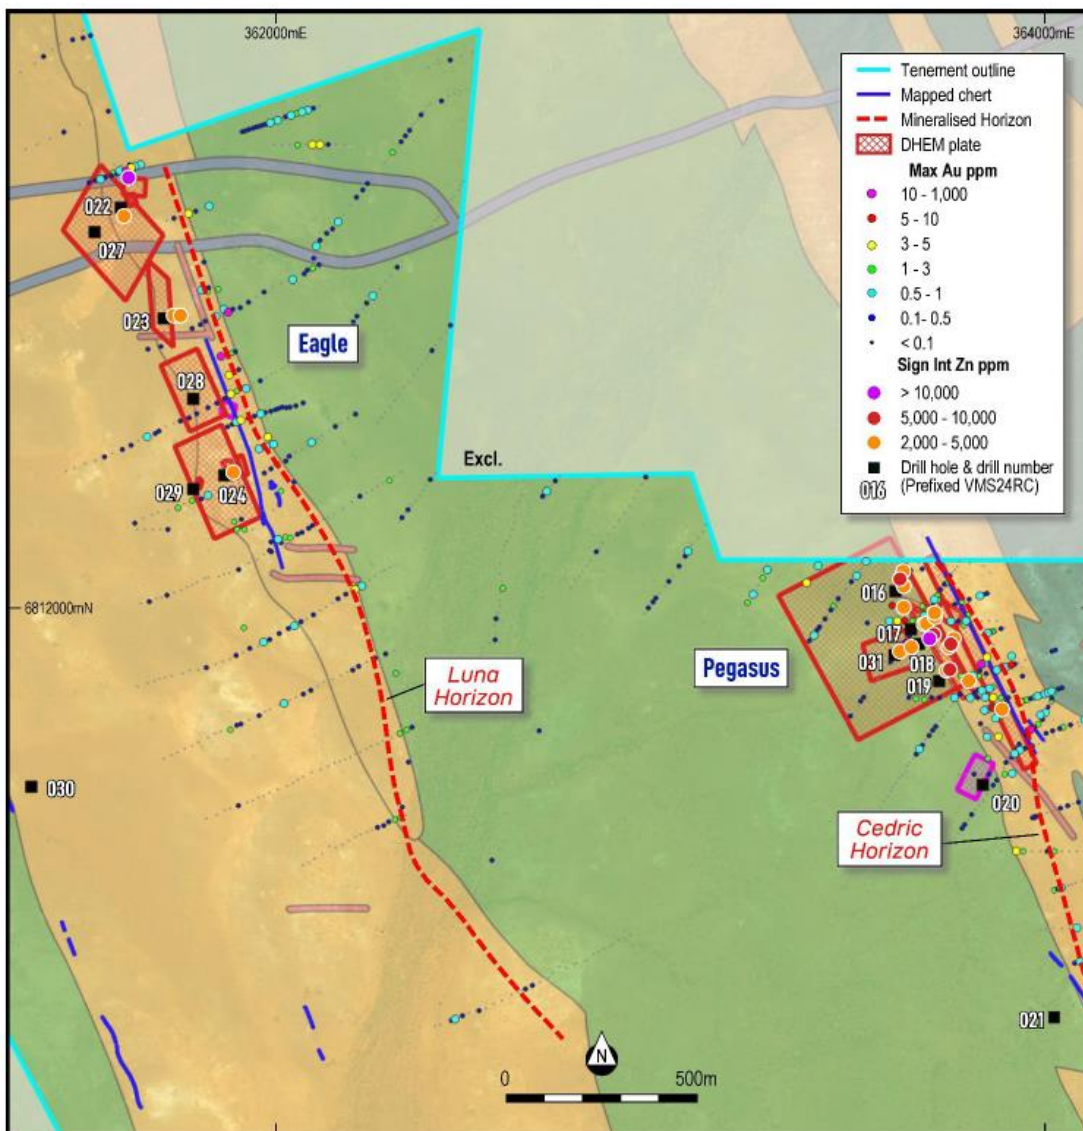 362000mE
364000mE
Tenement outline
Mapped chert
Mineralised Horizon
DHEM plate
Max Au ppm
10 - 1,000
5 - 10
3 - 5
1 - 3
0.5 - 1
0.1- 0.5
< 0.1
Sign Int Zn ppm
> 10,000
5,000 - 10,000
2,000 - 5,000
Drill hole & drill number
016 (Prefixed VMS24RC)
022
027
023
Eagle
028
Excl.
029
024
016
6812000mN
017
031
018
Pegasus
019
Luna
Horizon
030
020
Cedric
Horizon
021
N
0
500m